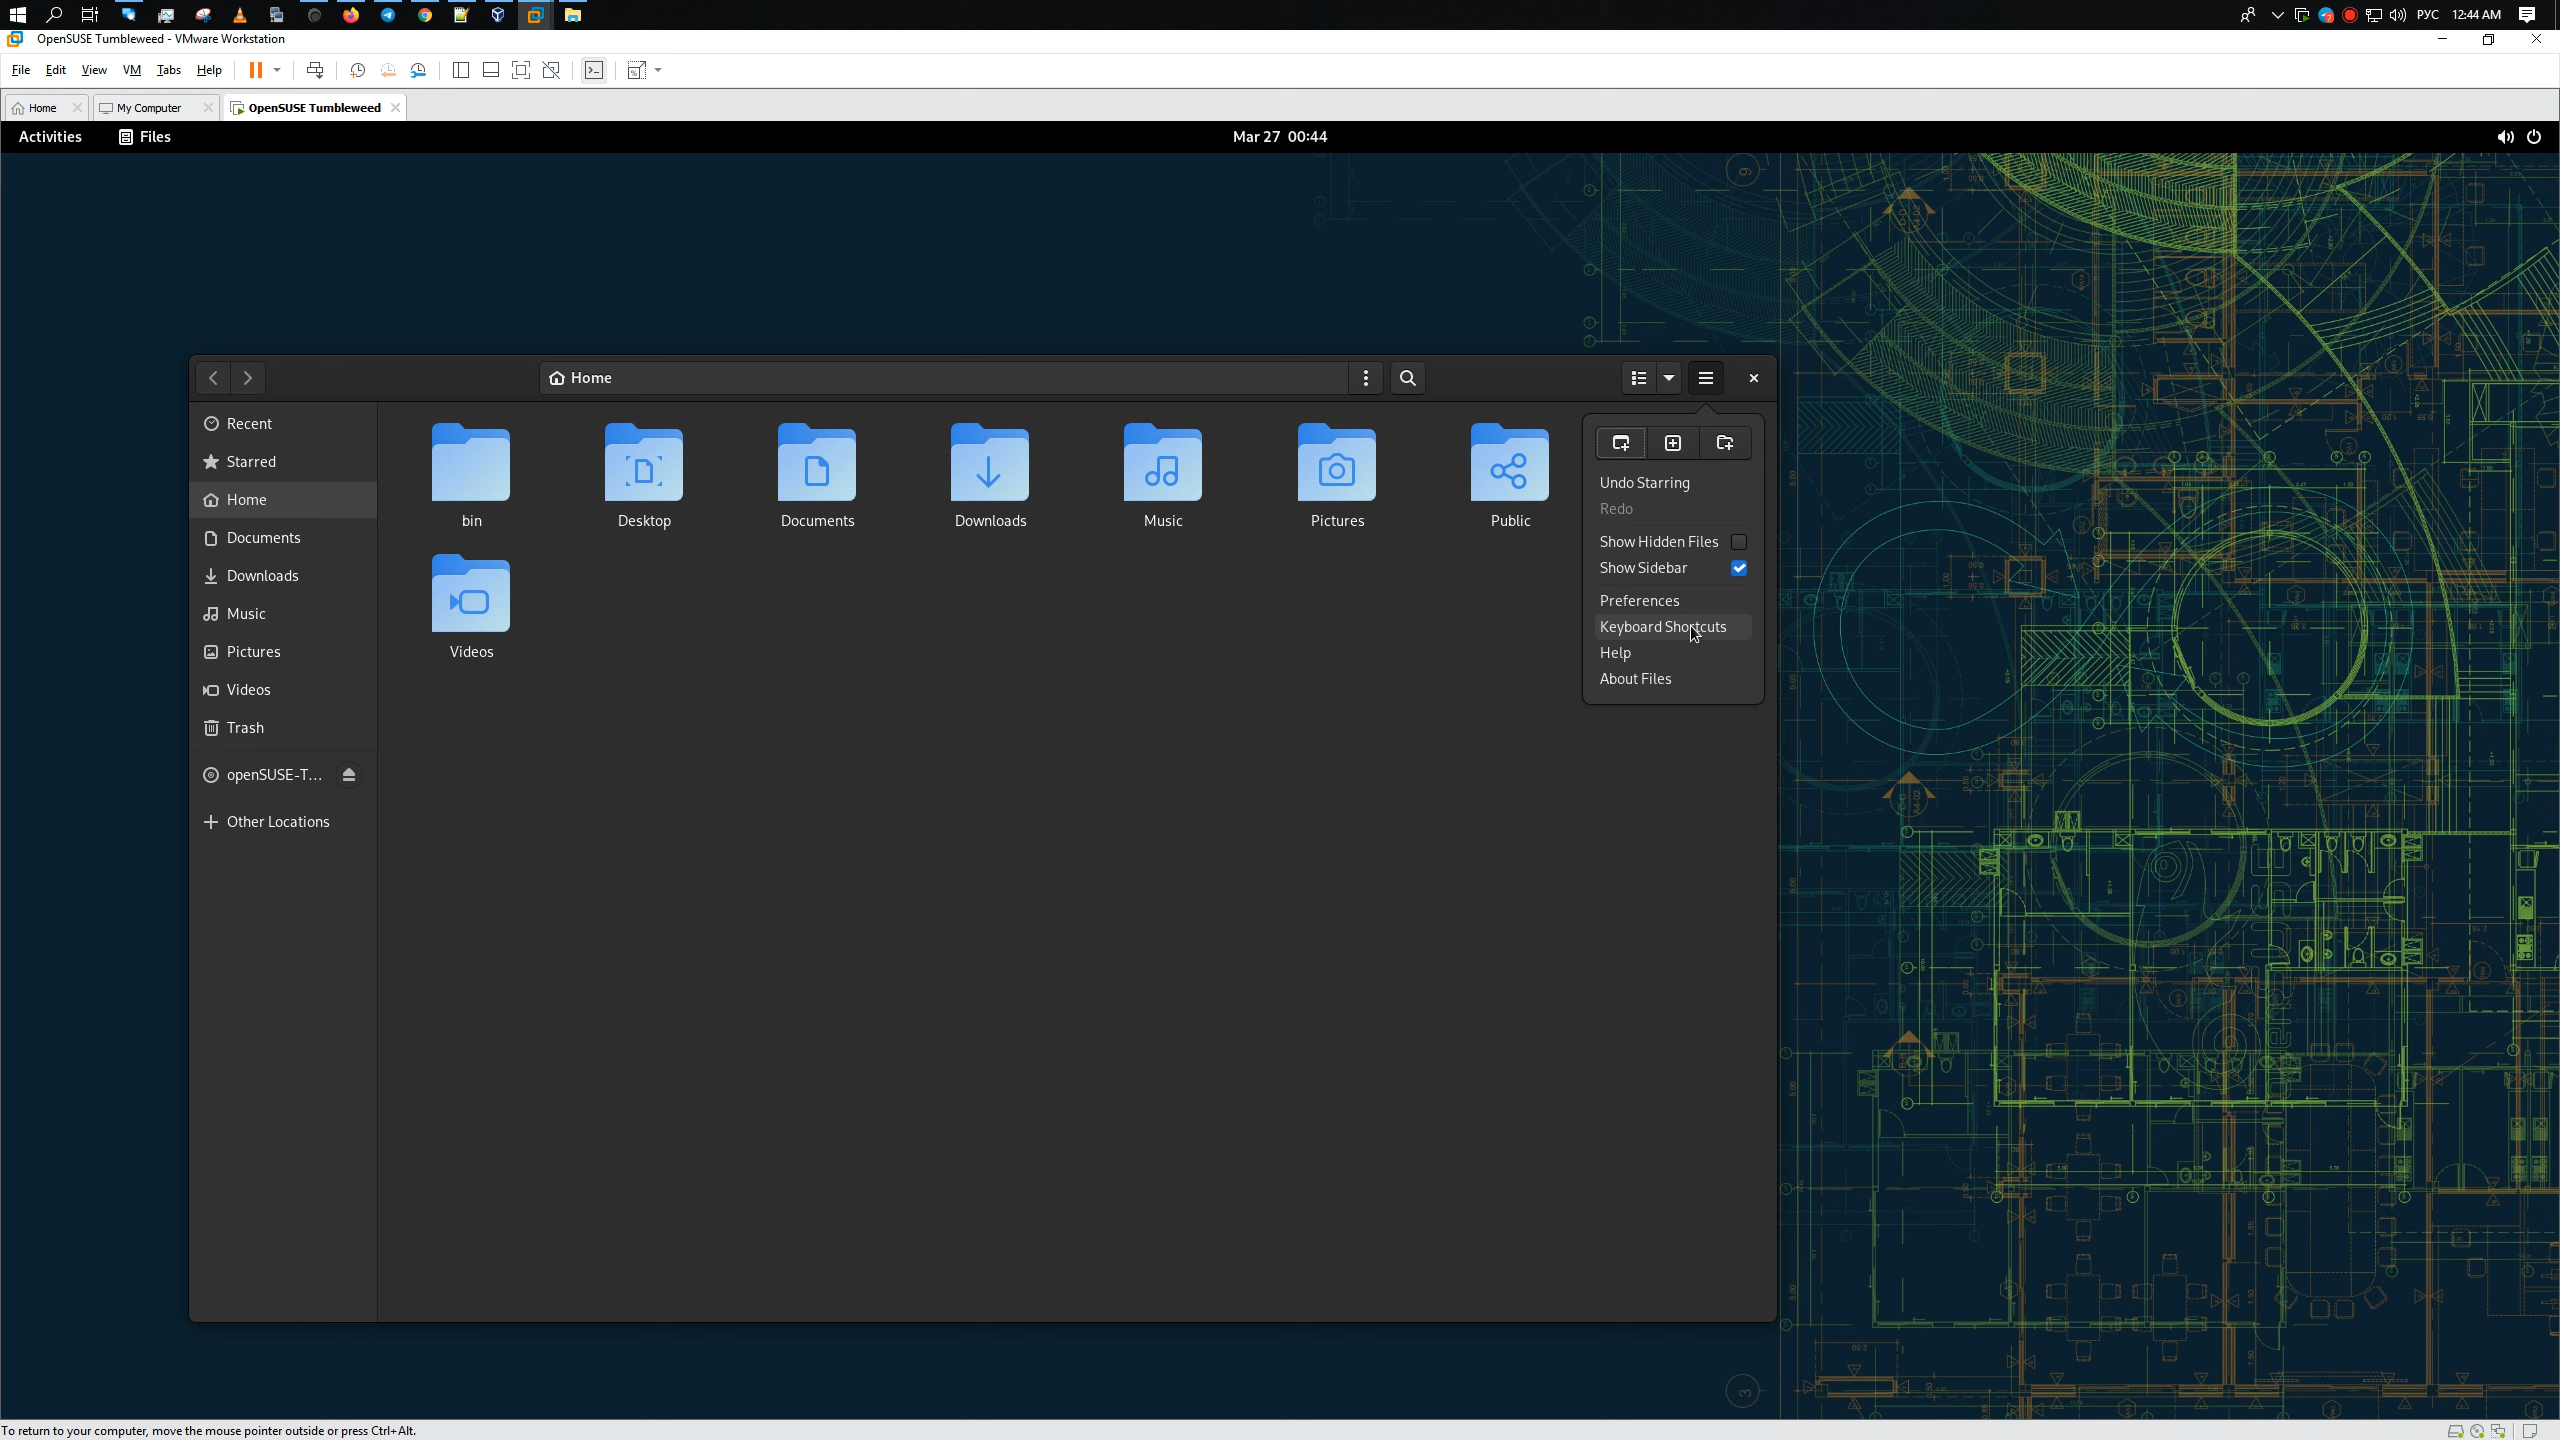 РУС 12:44 AM
OpenSUSE Tumbleweed - VMware Workstation
File Edit View VM Tabs Help
Home My Computer OpenSUSE Tumbleweed
Activities Files Mar 27 00:44
Home
Recent
Starred
Home
Documents
Downloads
Music
Pictures
Videos
Trash
openSUSE-T...
Other Locations
bin Desktop Documents Downloads Music Pictures Public
Videos
Undo Starring
Redo
Show Hidden Files
Show Sidebar
Preferences
Keyboard Shortcuts
Help
About Files
To return to your computer, move the mouse pointer outside or press Ctrl+Alt.